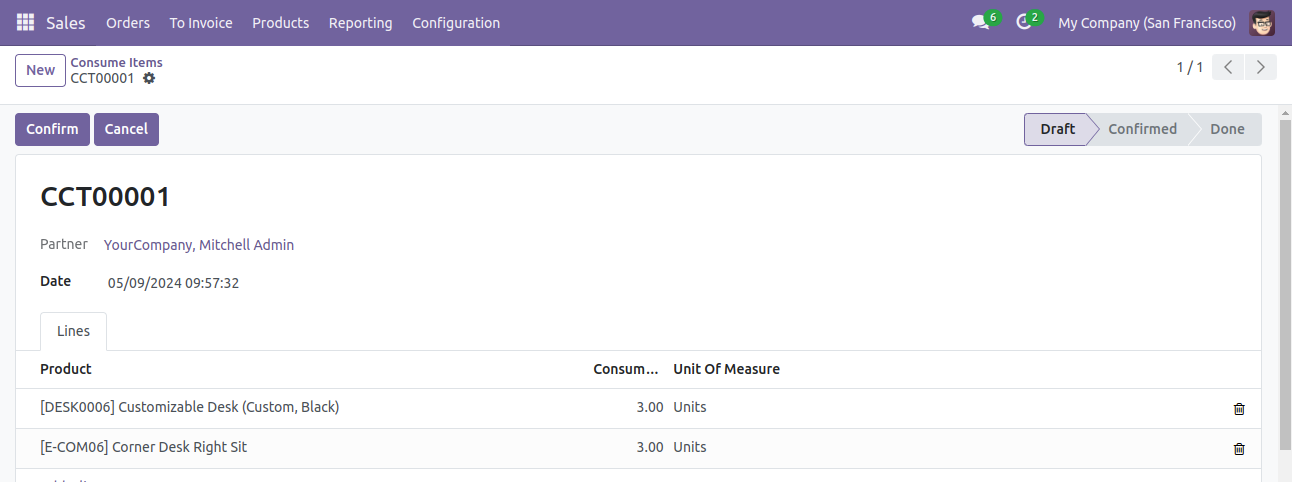 Sales Orders To Invoice Products Reporting Configuration 6 2 My Company (San Francisco)
New Consume Items 1 / 1
CCT00001
Confirm Cancel Draft Confirmed Done
CCT00001
Partner YourCompany, Mitchell Admin
Date 05/09/2024 09:57:32
Lines
Product Consum... Unit Of Measure
[DESK0006] Customizable Desk (Custom, Black) 3.00 Units
[E-COM06] Corner Desk Right Sit 3.00 Units